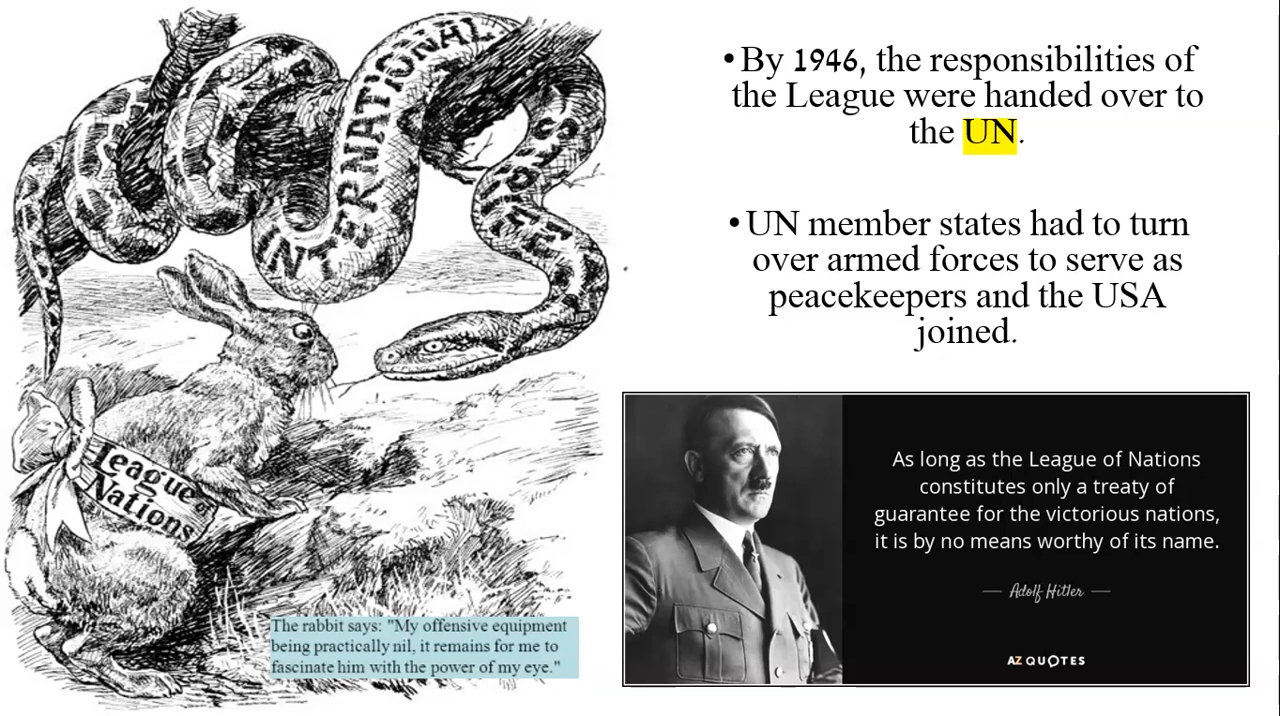 INTERNATIONAL
STRIFE
League of
Nations
The rabbit says: "My offensive equipment
being practically nil, it remains for me to
fascinate him with the power of my eye."
•By 1946, the responsibilities of
the League were handed over to
the UN.
•UN member states had to turn
over armed forces to serve as
peacekeepers and the USA
joined.
As long as the League of Nations
constitutes only a treaty of
guarantee for the victorious nations,
it is by no means worthy of its name.
— Adolf Hitler —
AZ QUOTES